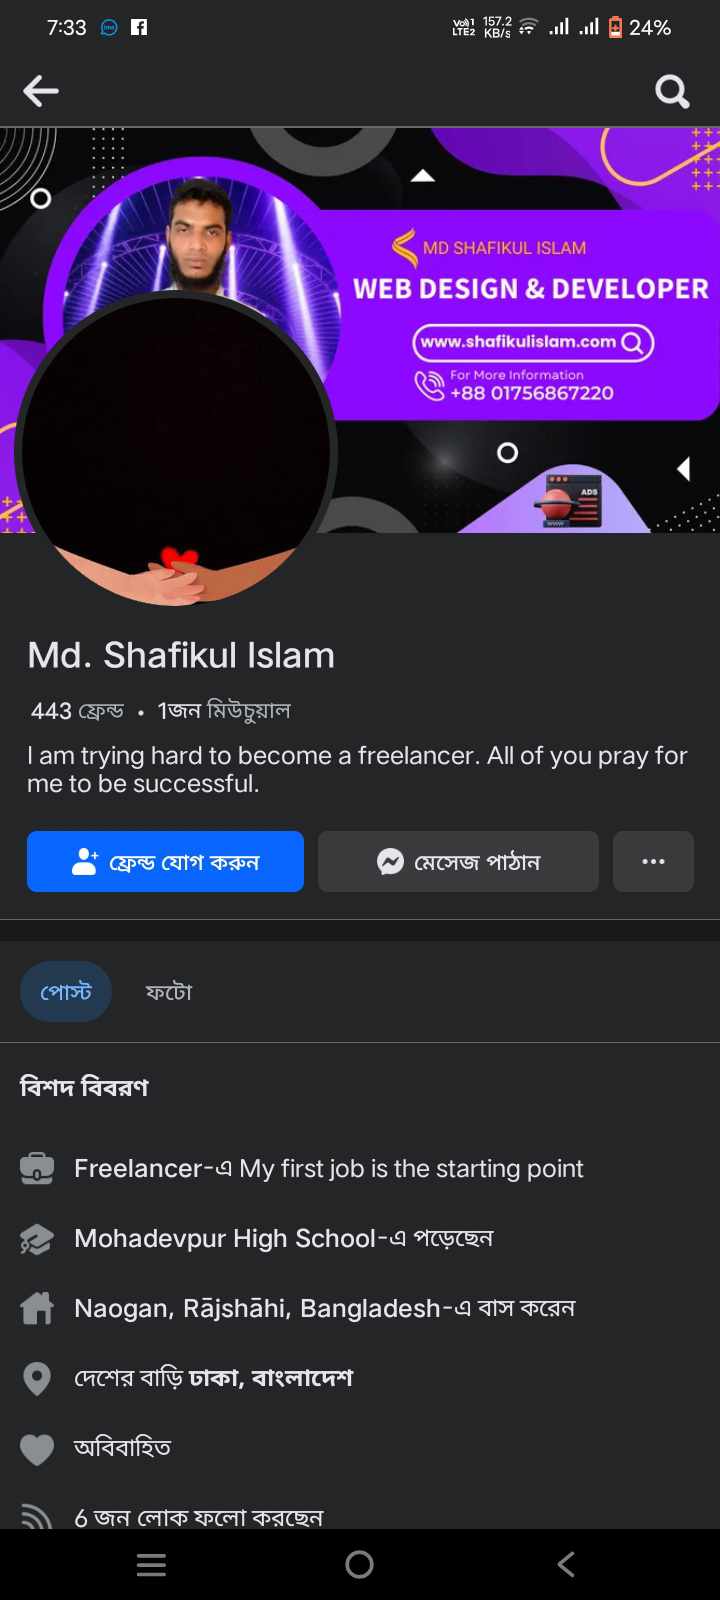 7:33
Vo)) 1 LTE2 157.2 KB/s 24%
MD SHAFIKUL ISLAM
WEB DESIGN & DEVELOPER
www.shafikulislam.com
For More Information
+88 01756867220
ADS
WWW
Md. Shafikul Islam
443 ফ্রেন্ড • 1জন মিউচুয়াল
I am trying hard to become a freelancer. All of you pray for
me to be successful.
ফ্রেন্ড যোগ করুন
মেসেজ পাঠান
পোস্ট
ফটো
বিশদ বিবরণ
Freelancer-এ My first job is the starting point
Mohadevpur High School-এ পড়েছেন
Naogan, Rājshāhi, Bangladesh-এ বাস করেন
দেশের বাড়ি ঢাকা, বাংলাদেশ
অবিবাহিত
6 জন লোক ফলো করছেন